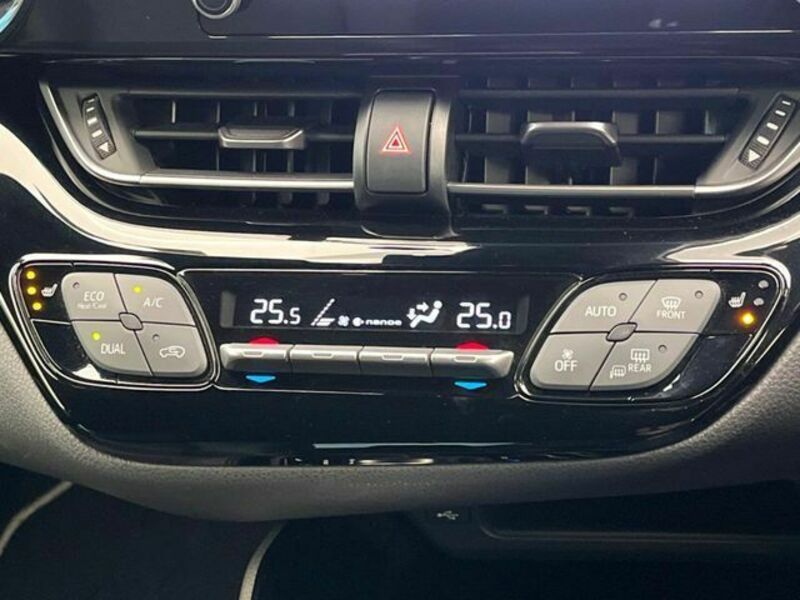 ECO
Heat/Cool
A/C
DUAL
25.5
nanoe
25.0
AUTO
FRONT
OFF
REAR